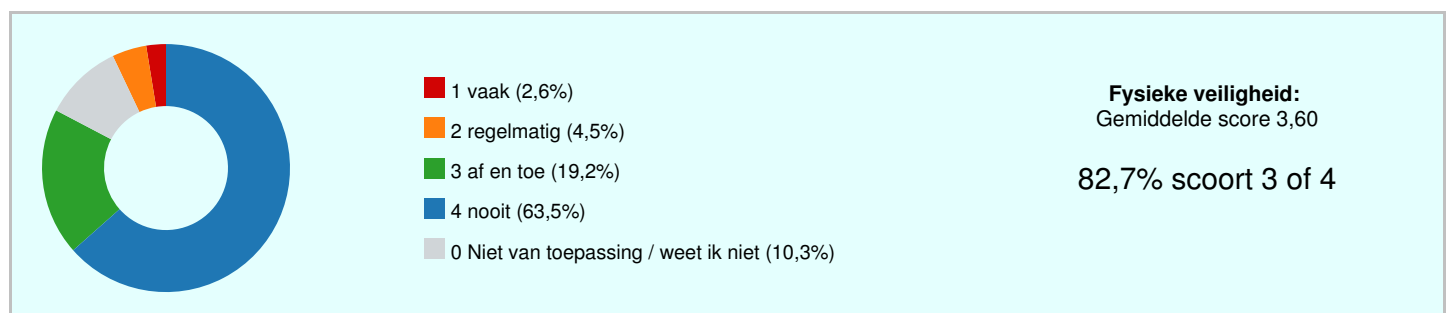 1 vaak (2,6%)
2 regelmatig (4,5%)
3 af en toe (19,2%)
4 nooit (63,5%)
0 Niet van toepassing / weet ik niet (10,3%)
Fysieke veiligheid:
Gemiddelde score 3,60
82,7% scoort 3 of 4